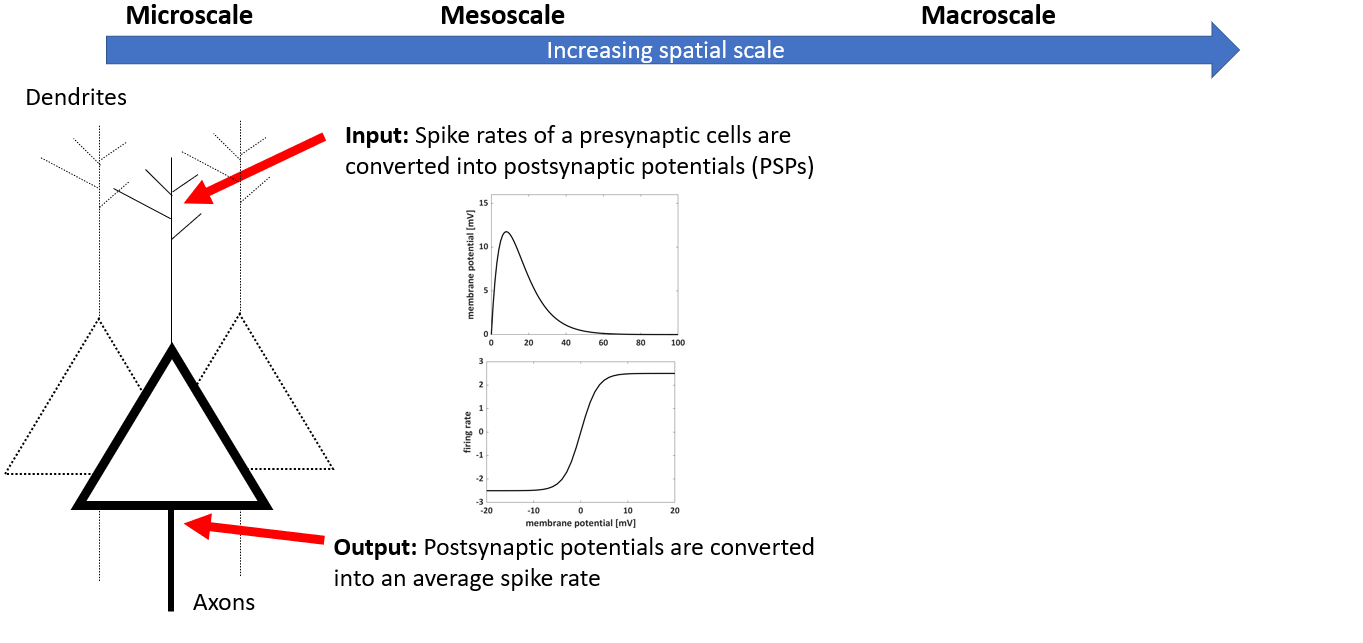 Microscale Mesoscale Macroscale
Increasing spatial scale
Dendrites
Input: Spike rates of a presynaptic cells are
converted into postsynaptic potentials (PSPs)
membrane potential [mV]
15
10
5
0
0 20 40 60 80 100
firing rate
3
2
1
0
-1
-2
-3
-20 -10 0 10 20
membrane potential [mV]
Output: Postsynaptic potentials are converted
into an average spike rate
Axons